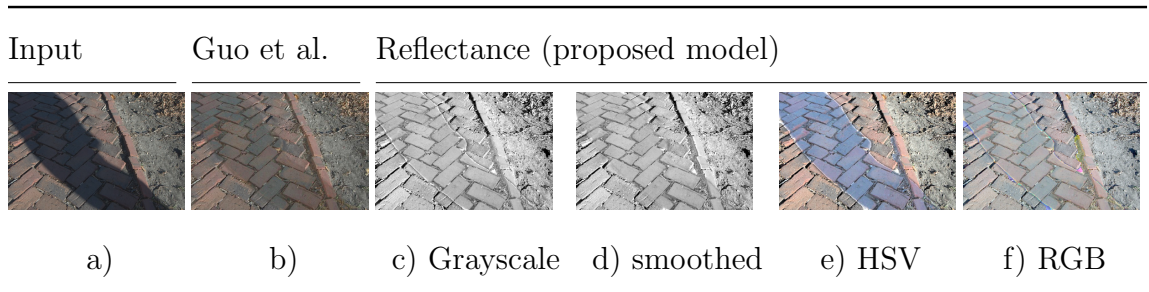 Input Guo et al. Reflectance (proposed model)
a) b) c) Grayscale d) smoothed e) HSV f) RGB